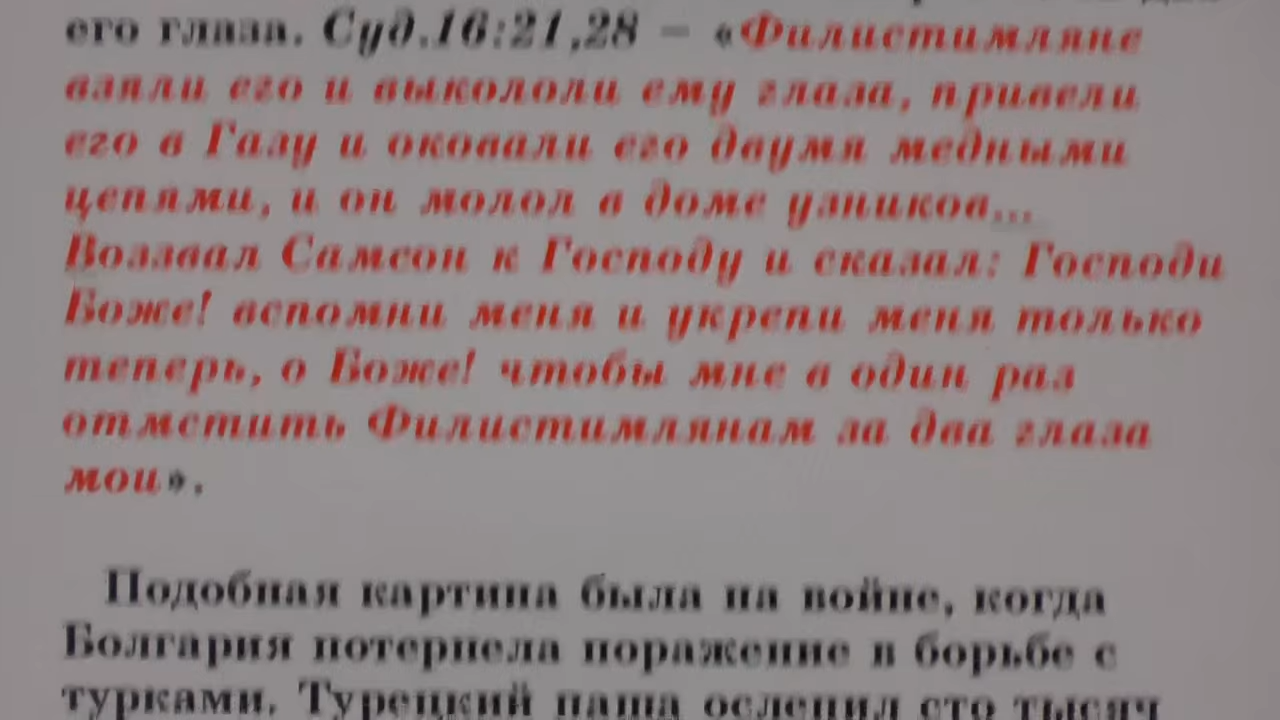 его глаза. Суд.16:21,28 – «Филистимляне
взяли его и выкололи ему глаза, привели
его в Газу и оковали его двумя медными
цепями, и он молол в доме узников...
Воззвал Самсон к Господу и сказал: Господи
Боже! вспомни меня и укрепи меня только
теперь, о Боже! чтобы мне в один раз
отмстить Филистимлянам за два глаза
мои».
Подобная картина была на войне, когда
Болгария потерпела поражение в борьбе с
турками. Турецкий паша ослепил сто тысяч